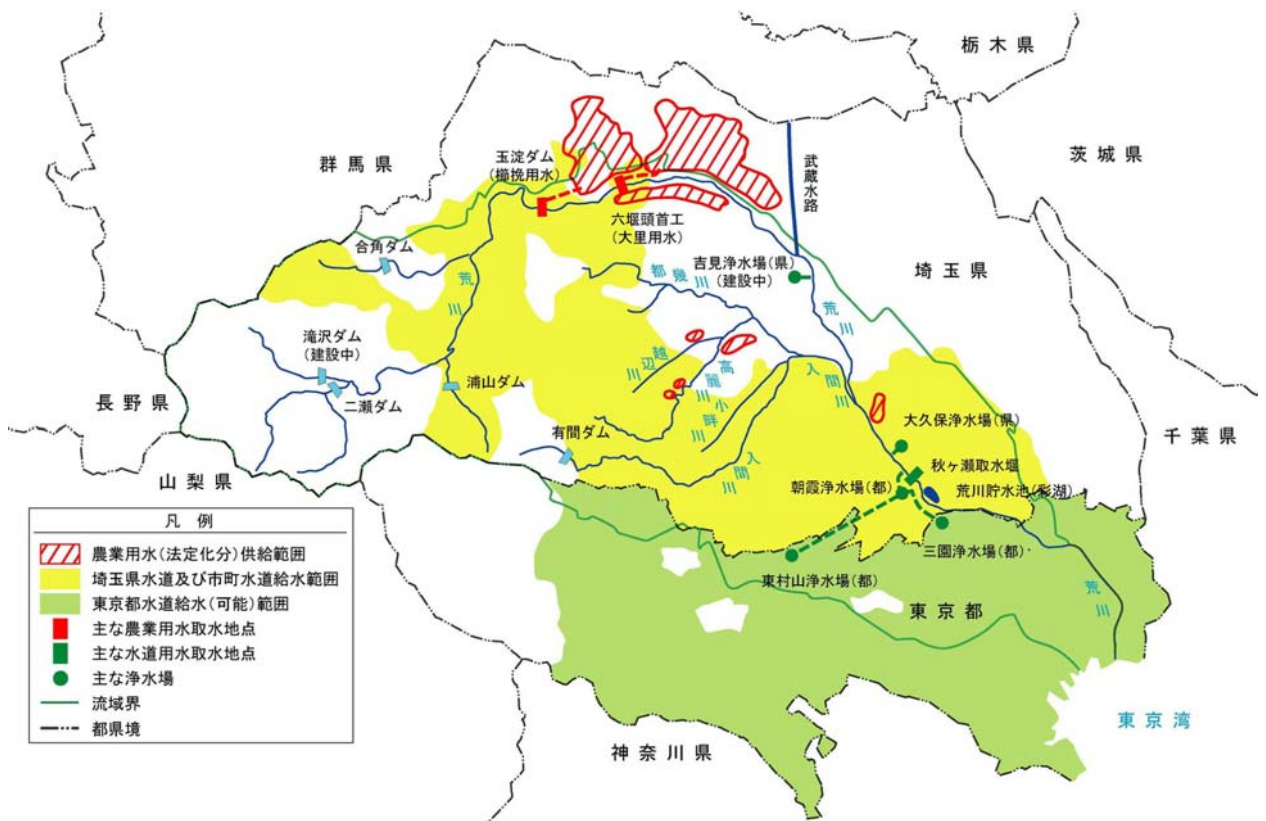 栃木県
茨城県
群馬県
玉淀ダム
(櫛挽用水)
武蔵水路
六堰頭首工
(大里用水)
合角ダム
荒川
都幾川
吉見浄水場(県)
(建設中)
埼玉県
荒川
滝沢ダム
(建設中)
越辺川
高麗川
小畔川
入間川
長野県
二瀬ダム
浦山ダム
有間ダム
入間川
大久保浄水場(県)
千葉県
山梨県
秋ヶ瀬取水堰
朝霞浄水場(都)
荒川貯水池(彩湖)
三園浄水場(都)
東村山浄水場(都)
東京都
荒川
東京湾
神奈川県
凡例
農業用水(法定化分)供給範囲
埼玉県水道及び市町水道給水範囲
東京都水道給水(可能)範囲
主な農業用水取水地点
主な水道用水取水地点
主な浄水場
流域界
都県境